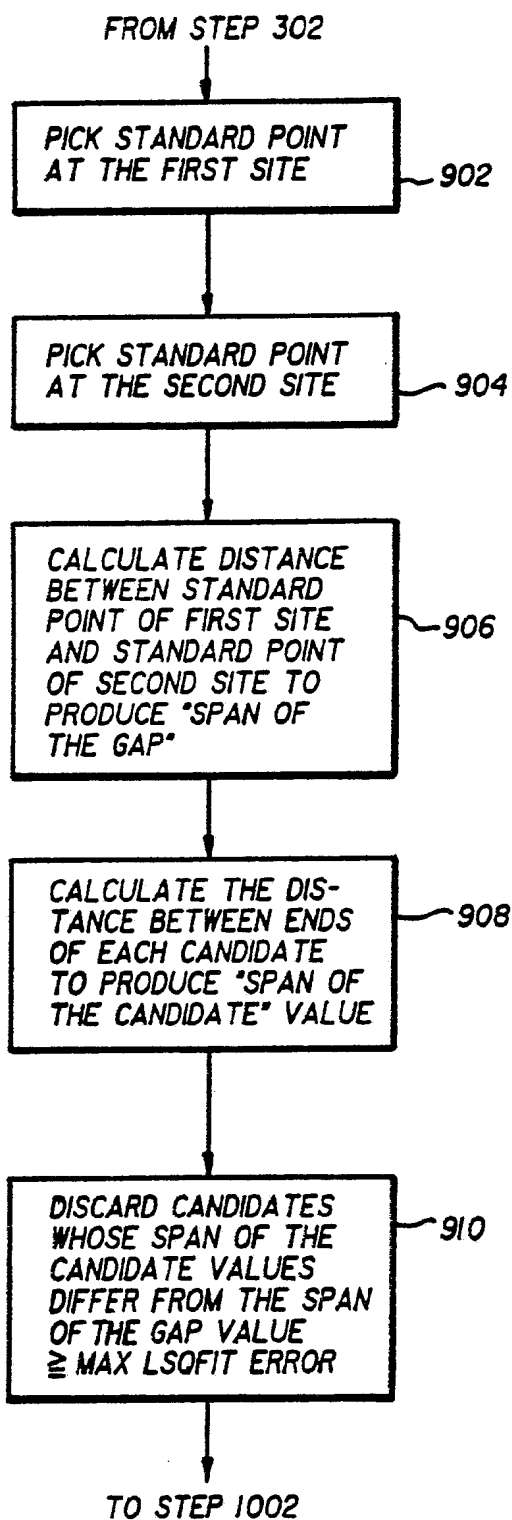 FROM STEP 302
PICK STANDARD POINT
AT THE FIRST SITE
902
PICK STANDARD POINT
AT THE SECOND SITE
904
CALCULATE DISTANCE
BETWEEN STANDARD
POINT OF FIRST SITE
AND STANDARD POINT
OF SECOND SITE TO
PRODUCE "SPAN OF
THE GAP"
906
CALCULATE THE DIS-
TANCE BETWEEN ENDS
OF EACH CANDIDATE
TO PRODUCE "SPAN OF
THE CANDIDATE" VALUE
908
DISCARD CANDIDATES
WHOSE SPAN OF THE
CANDIDATE VALUES
DIFFER FROM THE SPAN
OF THE GAP VALUE
≧ MAX LSQFIT ERROR
910
TO STEP 1002